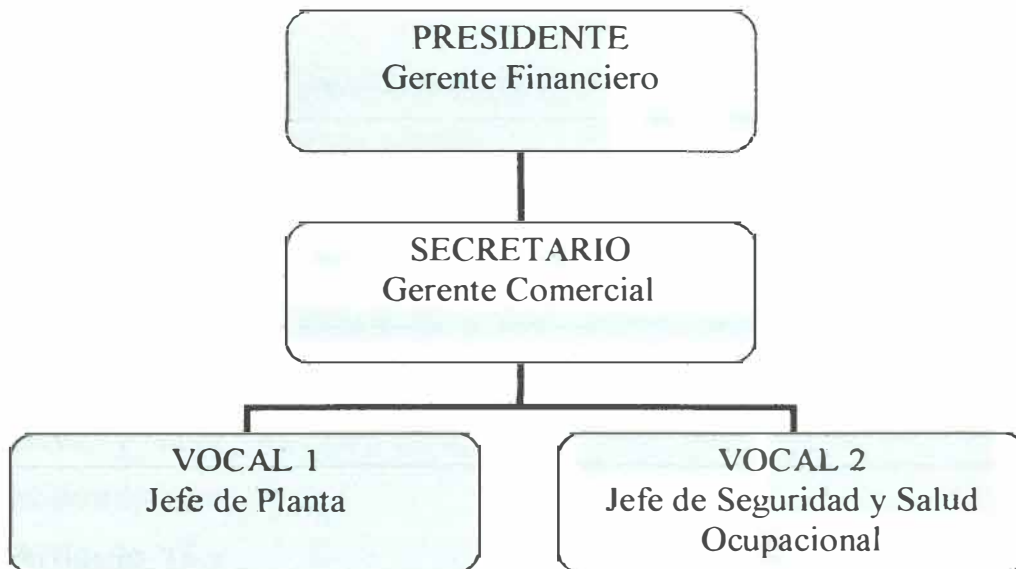 PRESIDENTE
Gerente Financiero
SECRETARIO
Gerente Comercial
VOCAL 1
Jefe de Planta
VOCAL 2
Jefe de Seguridad y Salud
Ocupacional